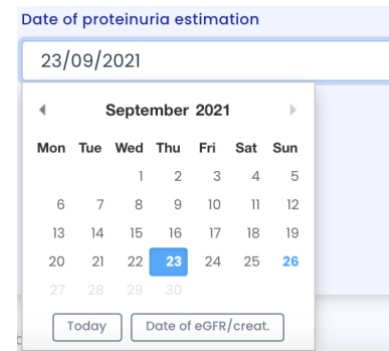 Date of proteinuria estimation
23/09/2021
September 2021
Mon Tue Wed Thu Fri Sat Sun
1 2 3 4 5
6 7 8 9 10 11 12
13 14 15 16 17 18 19
20 21 22 23 24 25 26
27 28 29 30
Today Date of eGFR/creat.